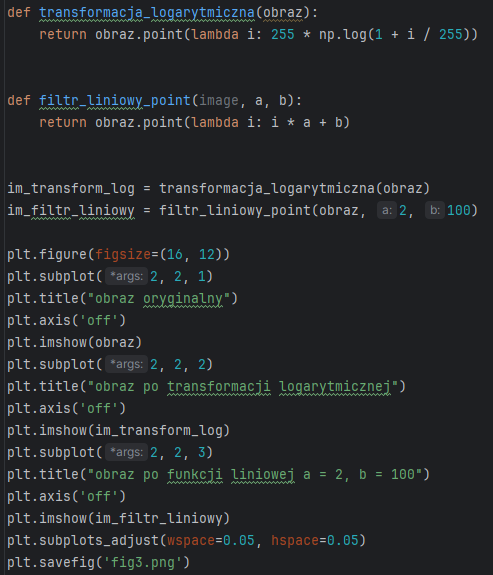 def transformacja_logarytmiczna(obraz):
    return obraz.point(lambda i: 255 * np.log(1 + i / 255))
def filtr_liniowy_point(image, a, b):
    return obraz.point(lambda i: i * a + b)
im_transform_log = transformacja_logarytmiczna(obraz)
im_filtr_liniowy = filtr_liniowy_point(obraz, a: 2, b: 100)
plt.figure(figsize=(16, 12))
plt.subplot( *args: 2, 2, 1)
plt.title("obraz oryginalny")
plt.axis('off')
plt.imshow(obraz)
plt.subplot( *args: 2, 2, 2)
plt.title("obraz po transformacji logarytmicznej")
plt.axis('off')
plt.imshow(im_transform_log)
plt.subplot( *args: 2, 2, 3)
plt.title("obraz po funkcji liniowej a = 2, b = 100")
plt.axis('off')
plt.imshow(im_filtr_liniowy)
plt.subplots_adjust(wspace=0.05, hspace=0.05)
plt.savefig('fig3.png')